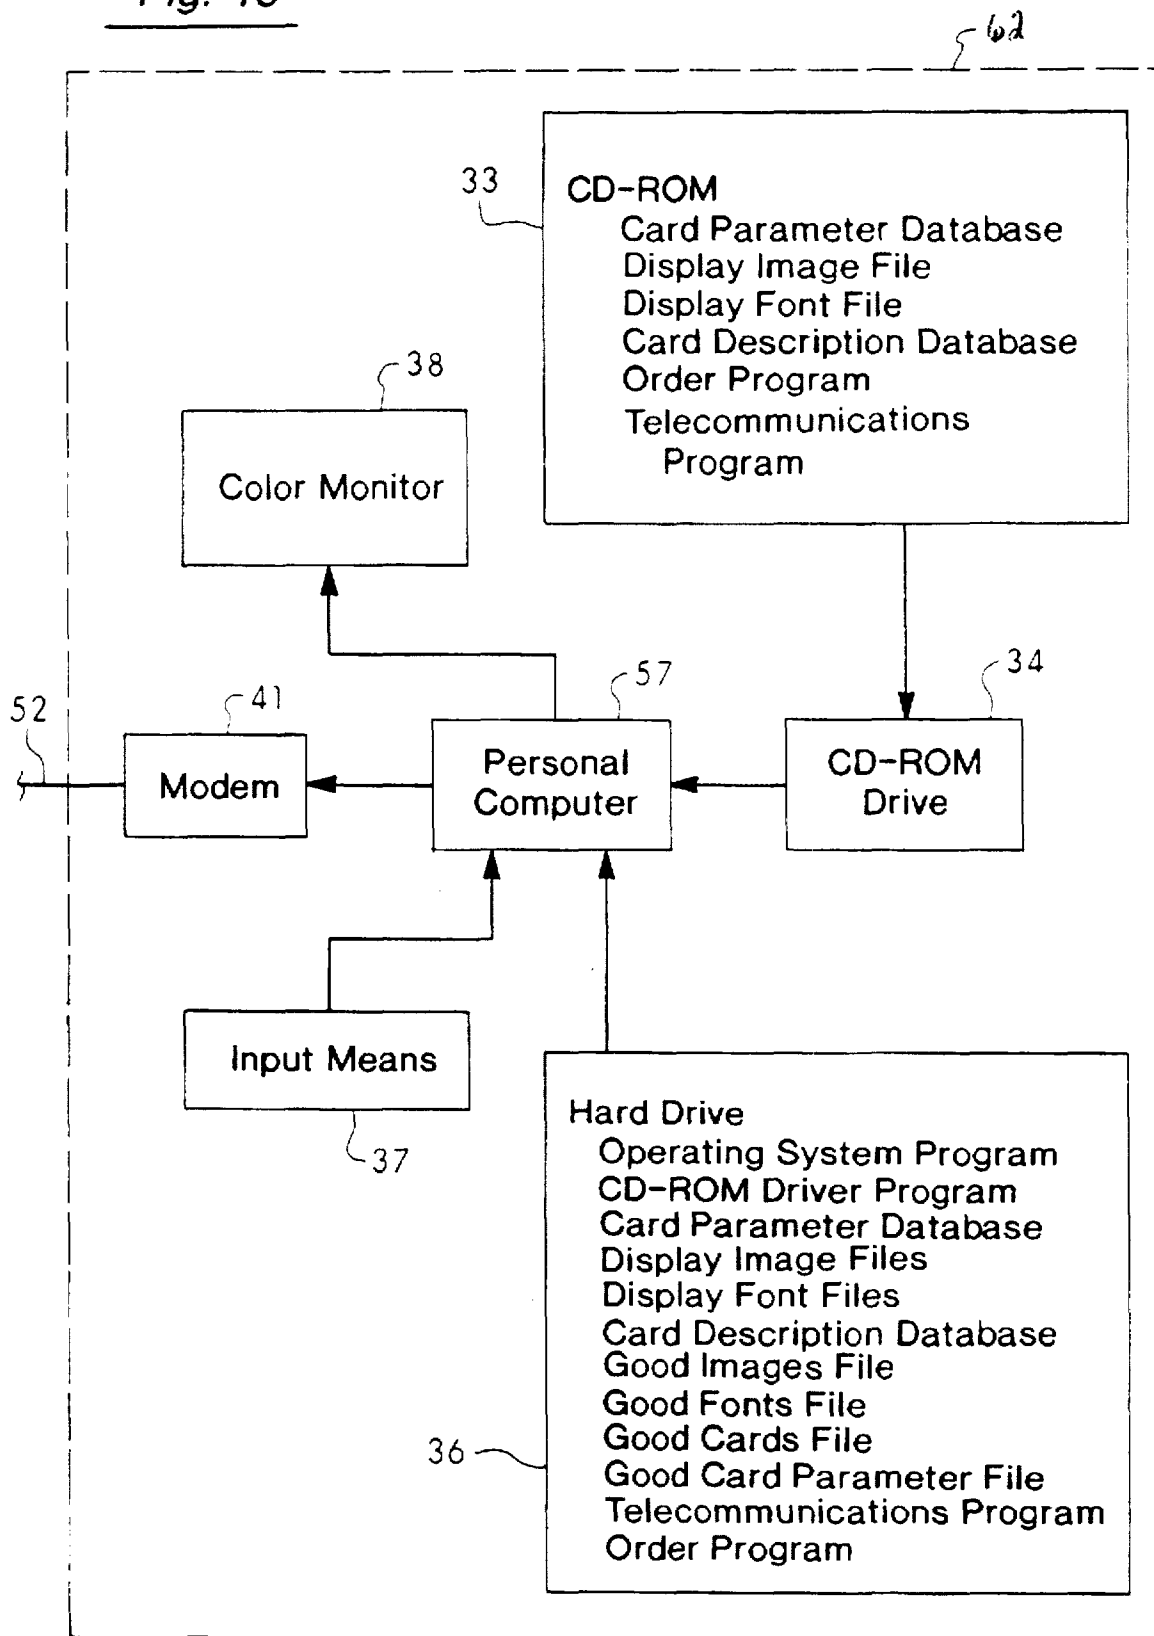 62
33
CD-ROM
Card Parameter Database
Display Image File
Display Font File
Card Description Database
Order Program
Telecommunications
Program
38
Color Monitor
52
41
Modem
57
Personal
Computer
34
CD-ROM
Drive
Input Means
37
Hard Drive
Operating System Program
CD-ROM Driver Program
Card Parameter Database
Display Image Files
Display Font Files
Card Description Database
Good Images File
Good Fonts File
Good Cards File
Good Card Parameter File
Telecommunications Program
Order Program
36